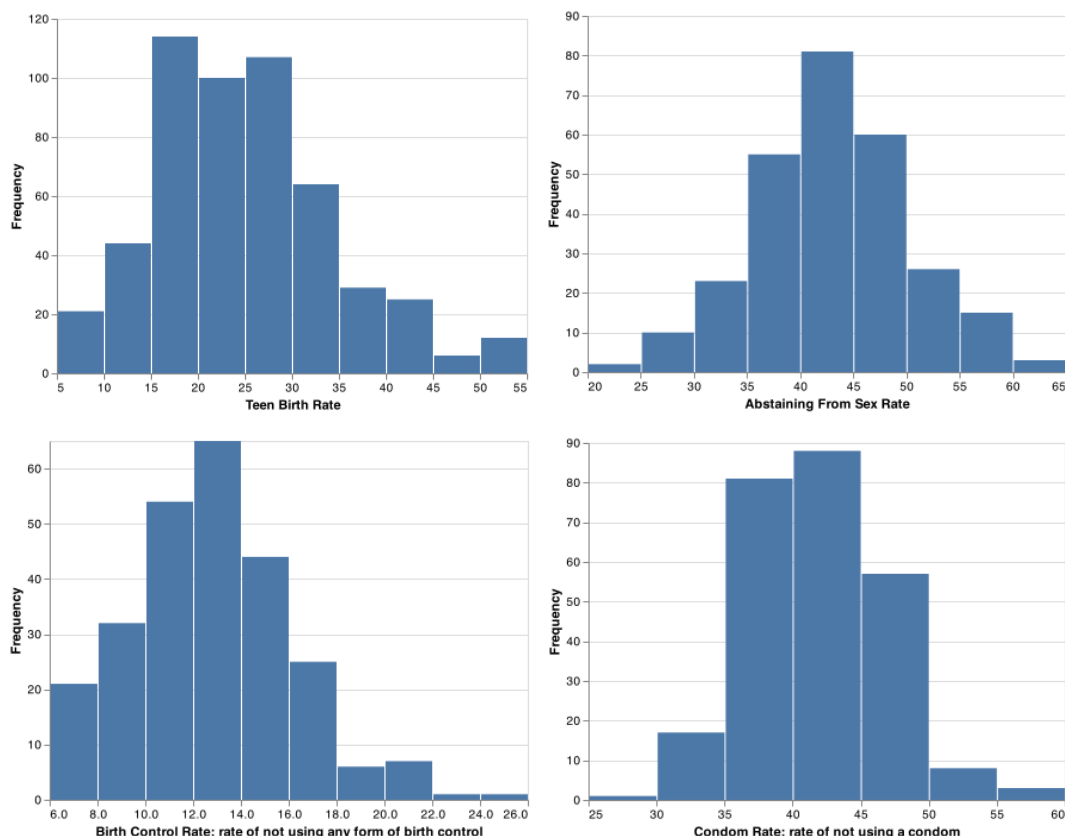 120
100
80
60
40
20
0
Frequency
5 10 15 20 25 30 35 40 45 50 55
Teen Birth Rate
90
80
70
60
50
40
30
20
10
0
Frequency
20 25 30 35 40 45 50 55 60 65
Abstaining From Sex Rate
60
50
40
30
20
10
0
Frequency
6.0 8.0 10.0 12.0 14.0 16.0 18.0 20.0 22.0 24.0 26.0
Birth Control Rate: rate of not using any form of birth control
90
80
70
60
50
40
30
20
10
0
Frequency
25 30 35 40 45 50 55 60
Condom Rate: rate of not using a condom